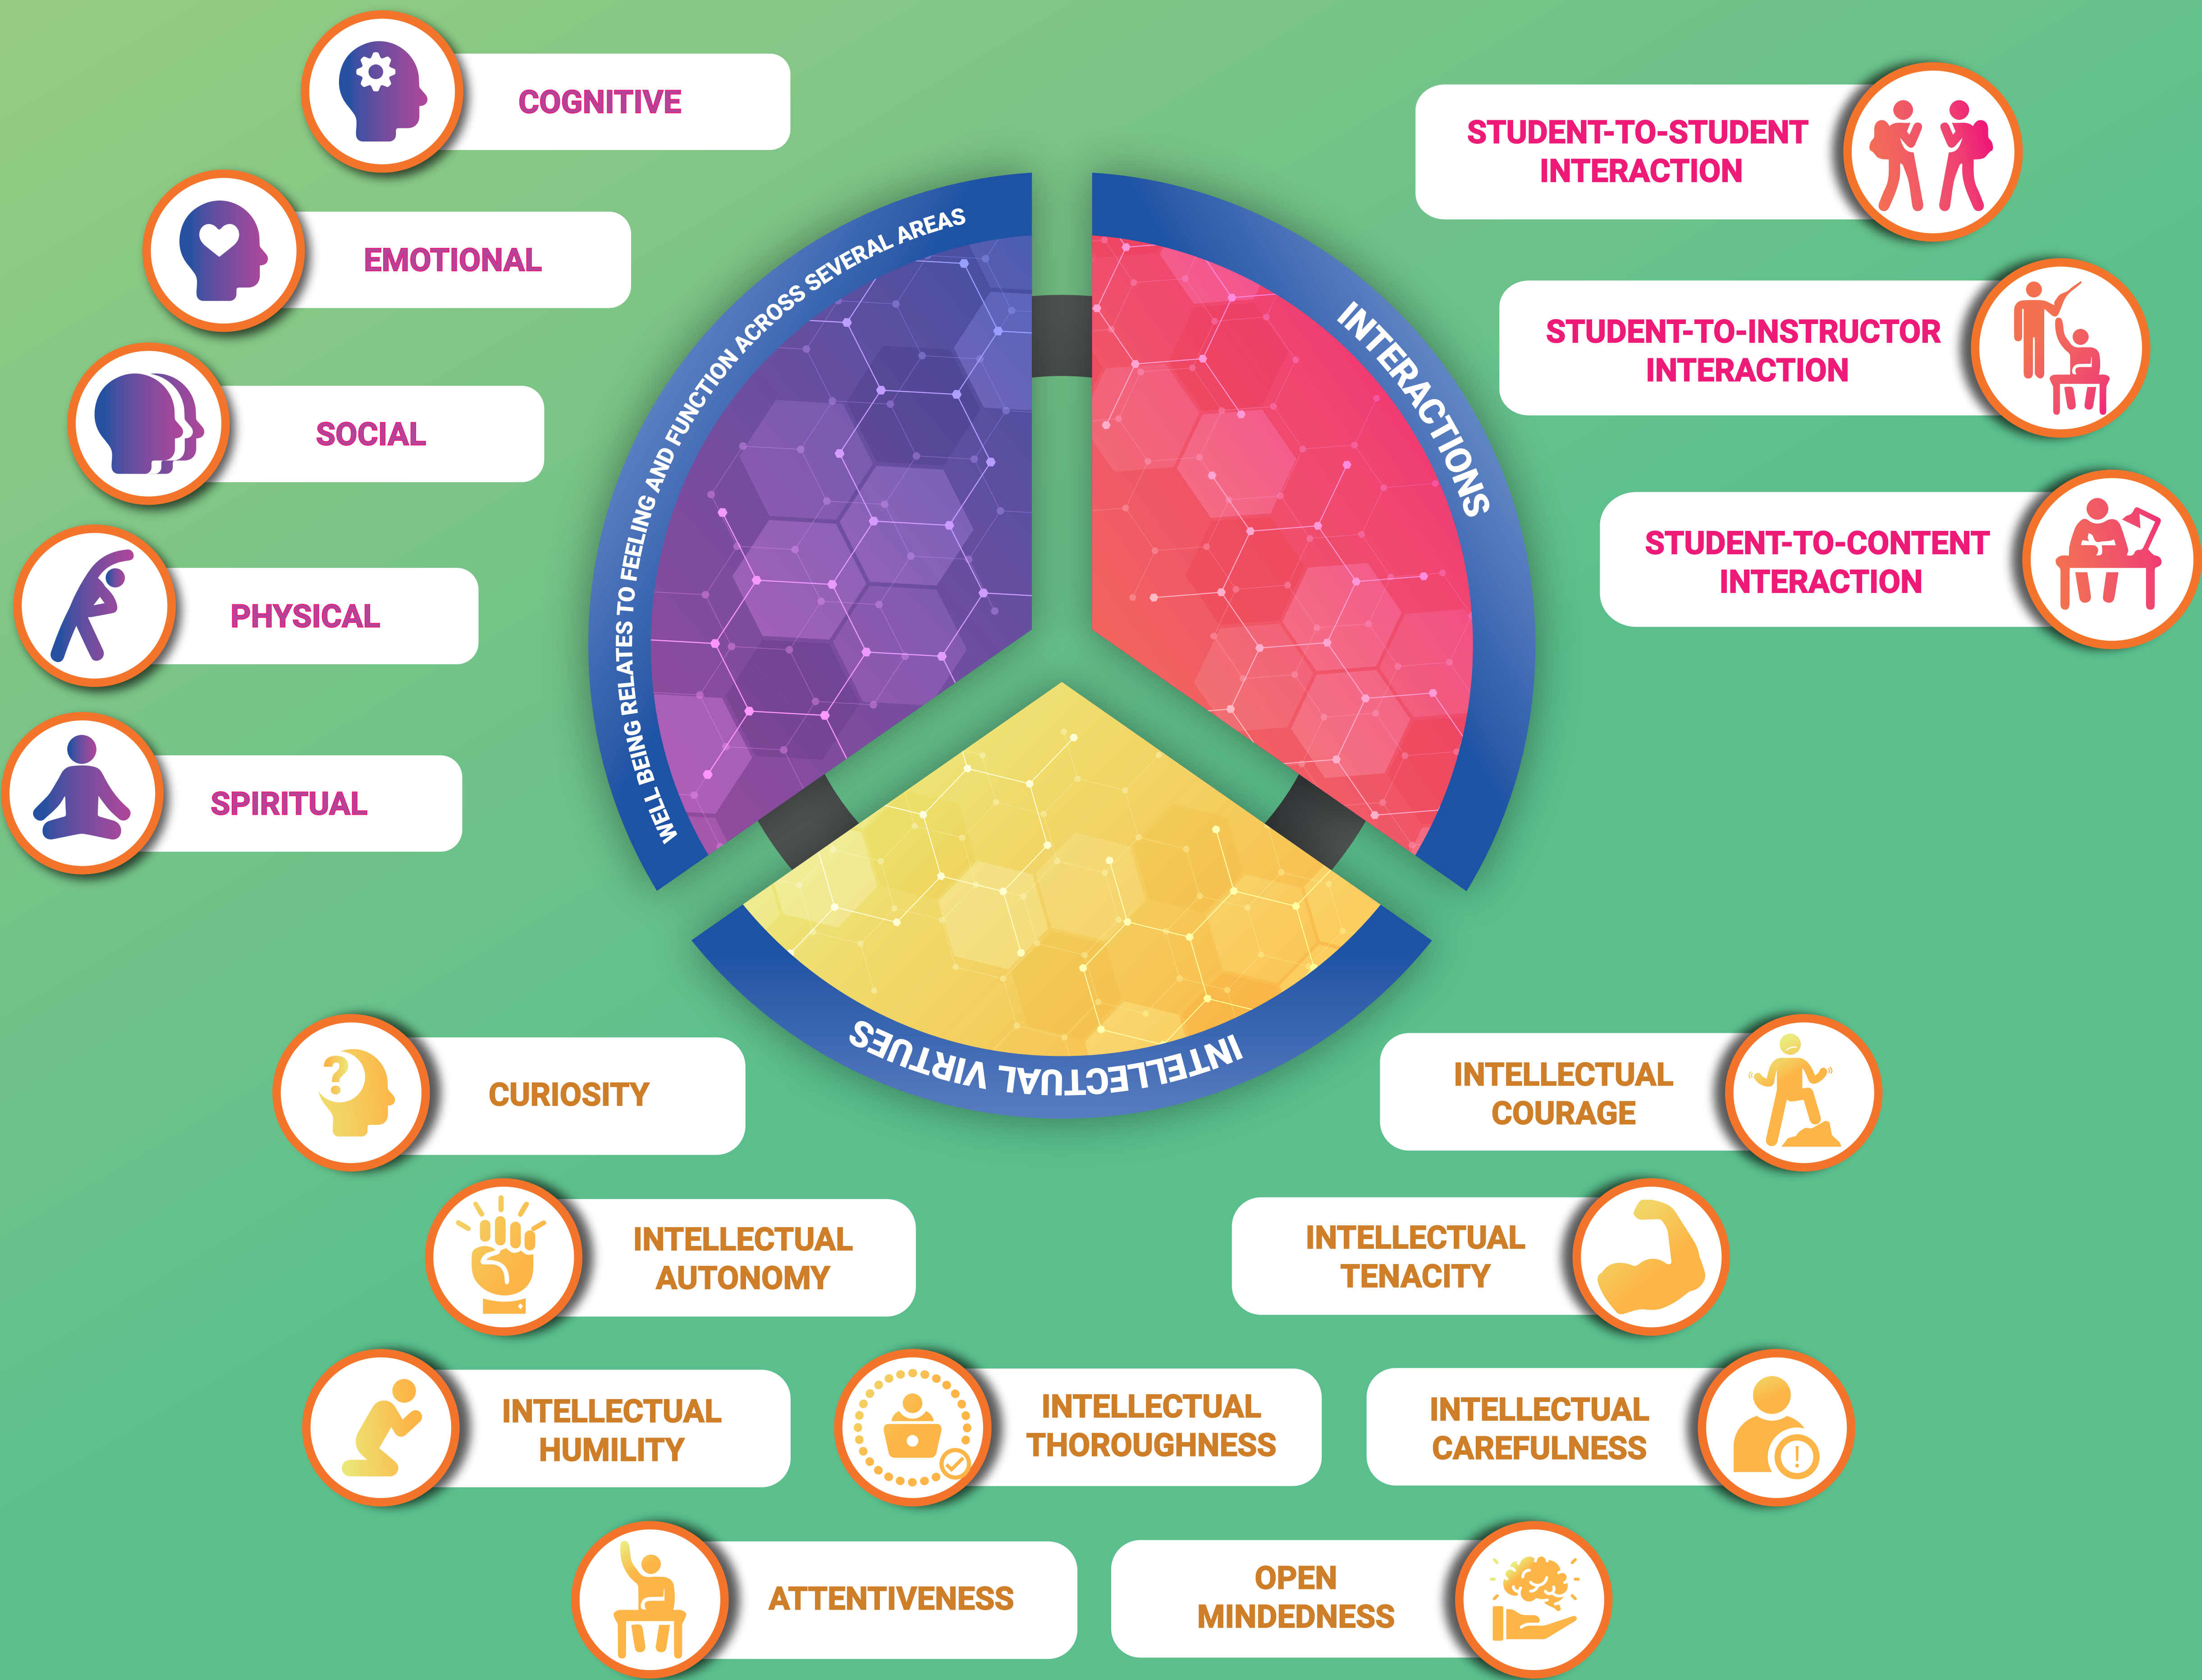 COGNITIVE
EMOTIONAL
SOCIAL
PHYSICAL
SPIRITUAL
WELL BEING RELATES TO FEELING AND FUNCTION ACROSS SEVERAL AREAS
INTERACTIONS
STUDENT-TO-STUDENT
INTERACTION
STUDENT-TO-INSTRUCTOR
INTERACTION
STUDENT-TO-CONTENT
INTERACTION
INTELLECTUAL VIRTUES
CURIOSITY
INTELLECTUAL
AUTONOMY
INTELLECTUAL
HUMILITY
INTELLECTUAL
THOROUGHNESS
ATTENTIVENESS
INTELLECTUAL
COURAGE
INTELLECTUAL
TENACITY
INTELLECTUAL
CAREFULNESS
OPEN
MINDEDNESS
?
!